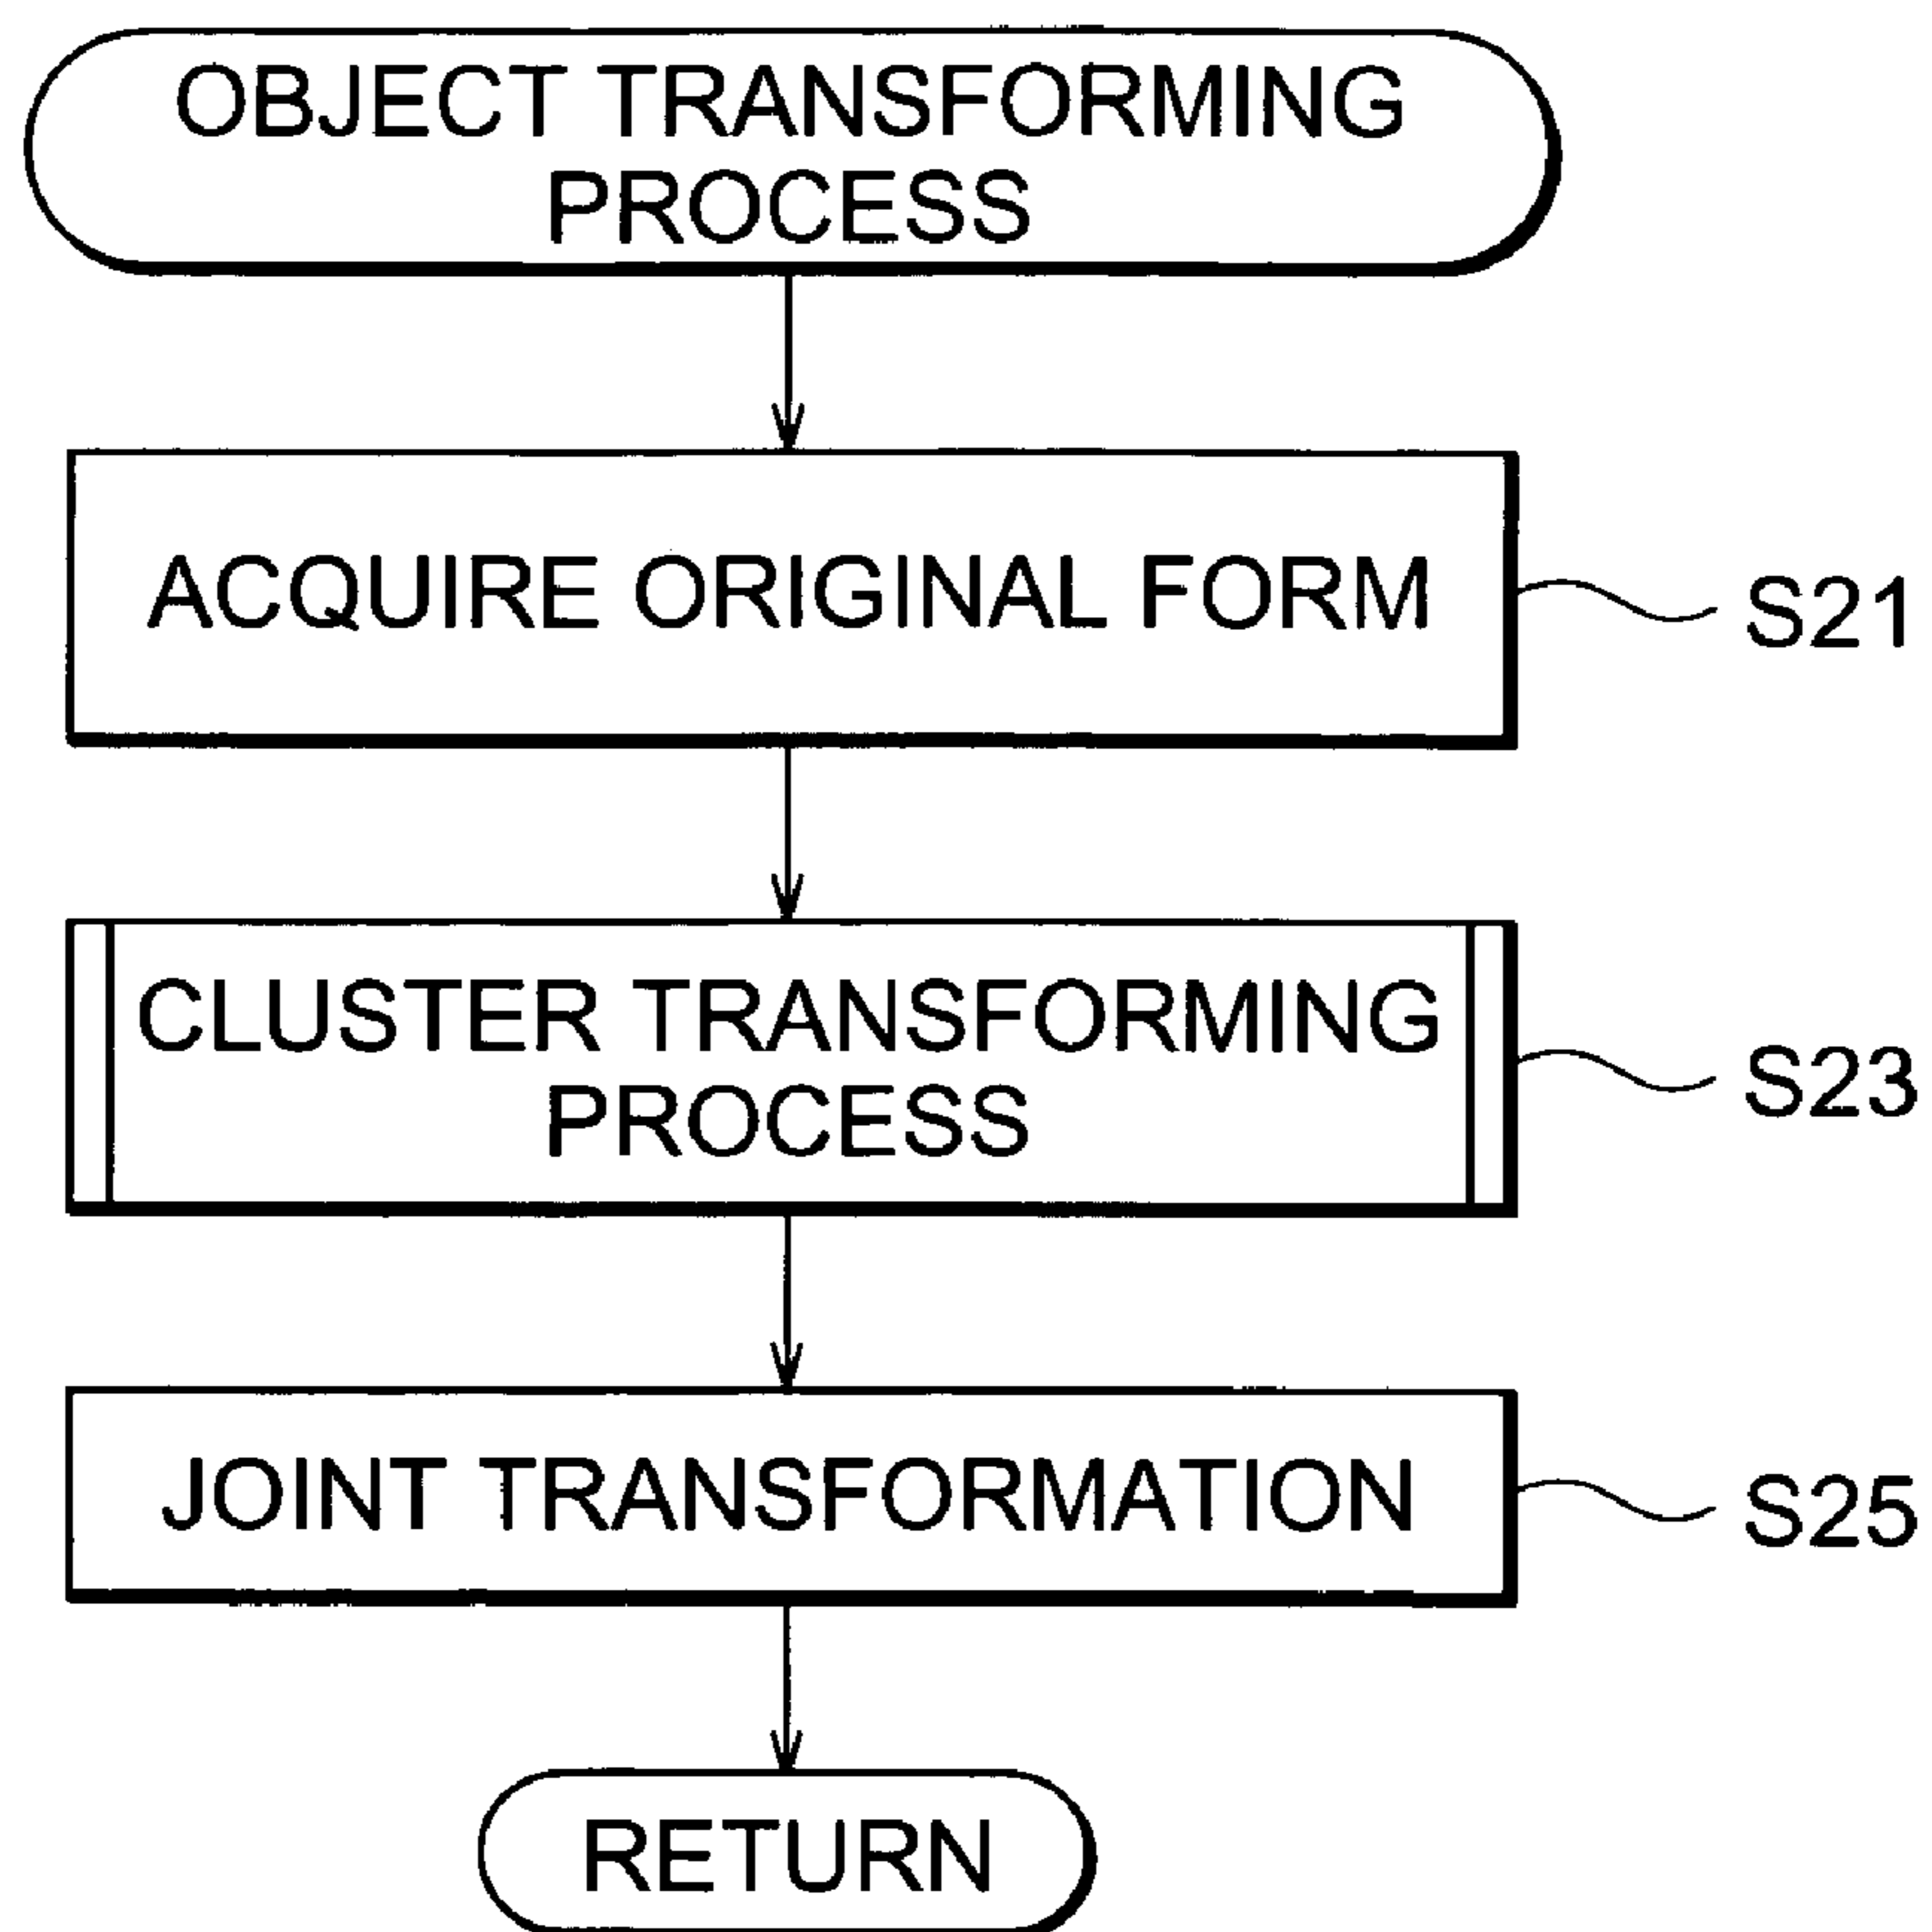 OBJECT TRANSFORMING
PROCESS
ACQUIRE ORIGINAL FORM
S21
CLUSTER TRANSFORMING
PROCESS
S23
JOINT TRANSFORMATION
S25
RETURN